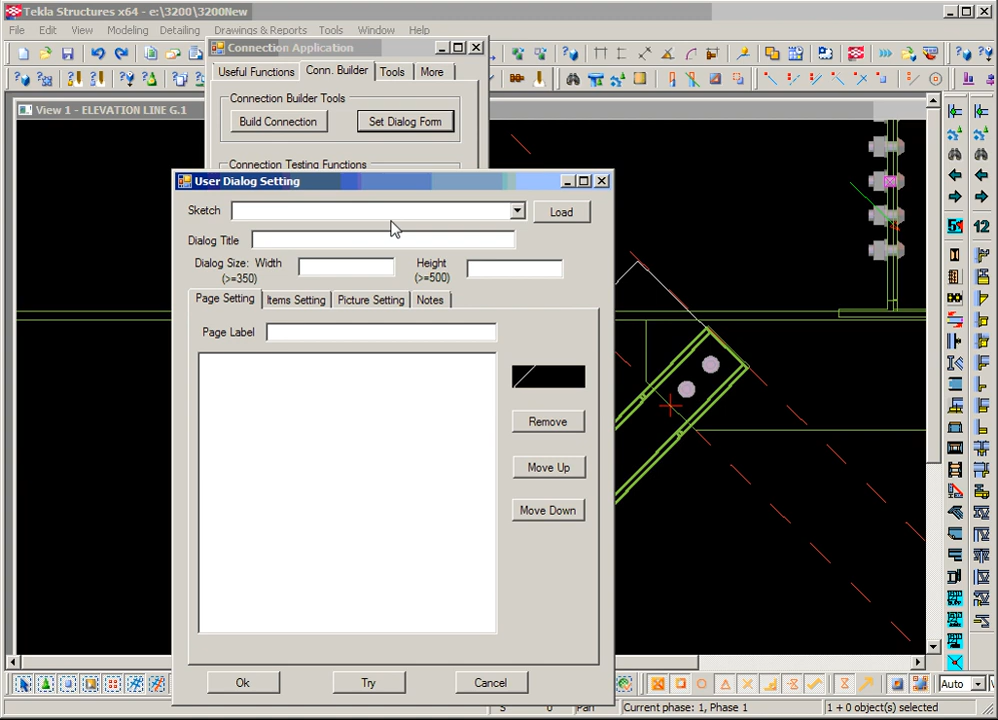 Tekla Structures x64 - e:\3200\3200New
File Edit View Modeling Detailing Drawings & Reports Tools Window Help
Connection Application
Useful Functions Conn. Builder Tools More
View 1 - ELEVATION LINE G.1
Connection Builder Tools
Build Connection Set Dialog Form
Connection Testing Functions
User Dialog Setting
Sketch Load
Dialog Title
Dialog Size: Width Height
(>=350) (>=500)
Page Setting Items Setting Picture Setting Notes
Page Label
Remove
Move Up
Move Down
Ok Try Cancel
Auto
S 0 Pan Current phase: 1, Phase 1 1 + 0 object(s) selected
12